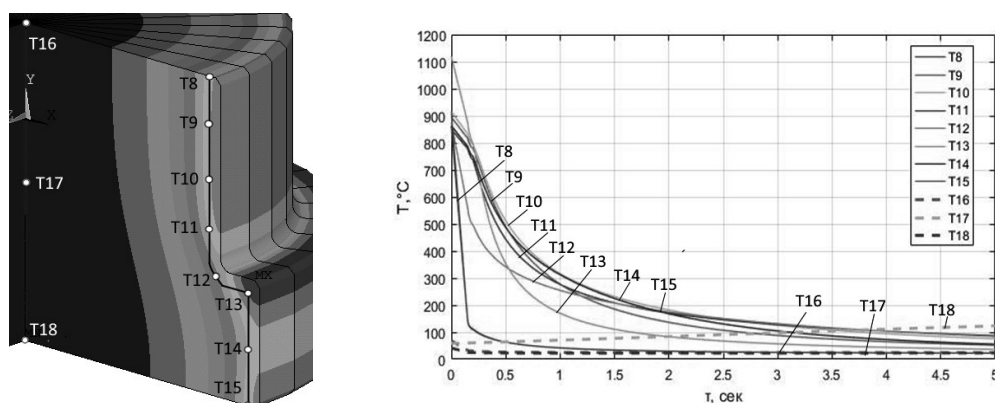 T16
Y
Z
X
T8
T9
T10
T17
T11
T12
MX
T13
T18
T14
T15
T,°C
1200
1100
1000
900
800
700
600
500
400
300
200
100
0
T8
T9
T10
T11
T12
T13
T14
T15
T16
T17
T18
T8
T9
T10
T11
T12
T13
T14
T15
T16
T17
T18
0
0.5
1
1.5
2
2.5
3
3.5
4
4.5
5
τ, сек